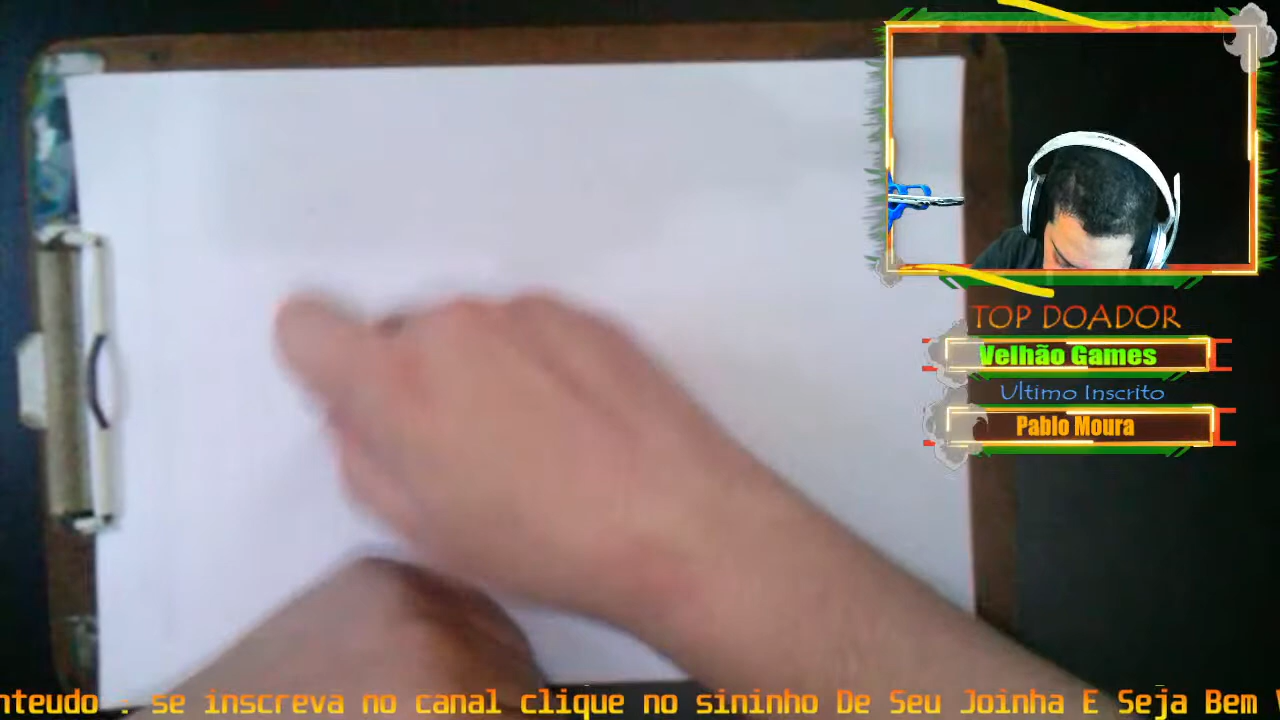 TOP DOADOR
Velhão Games
Ultimo Inscrito
Pablo Moura
nteudo : se inscreva no canal clique no sininho De Seu Joinha E Seja Bem